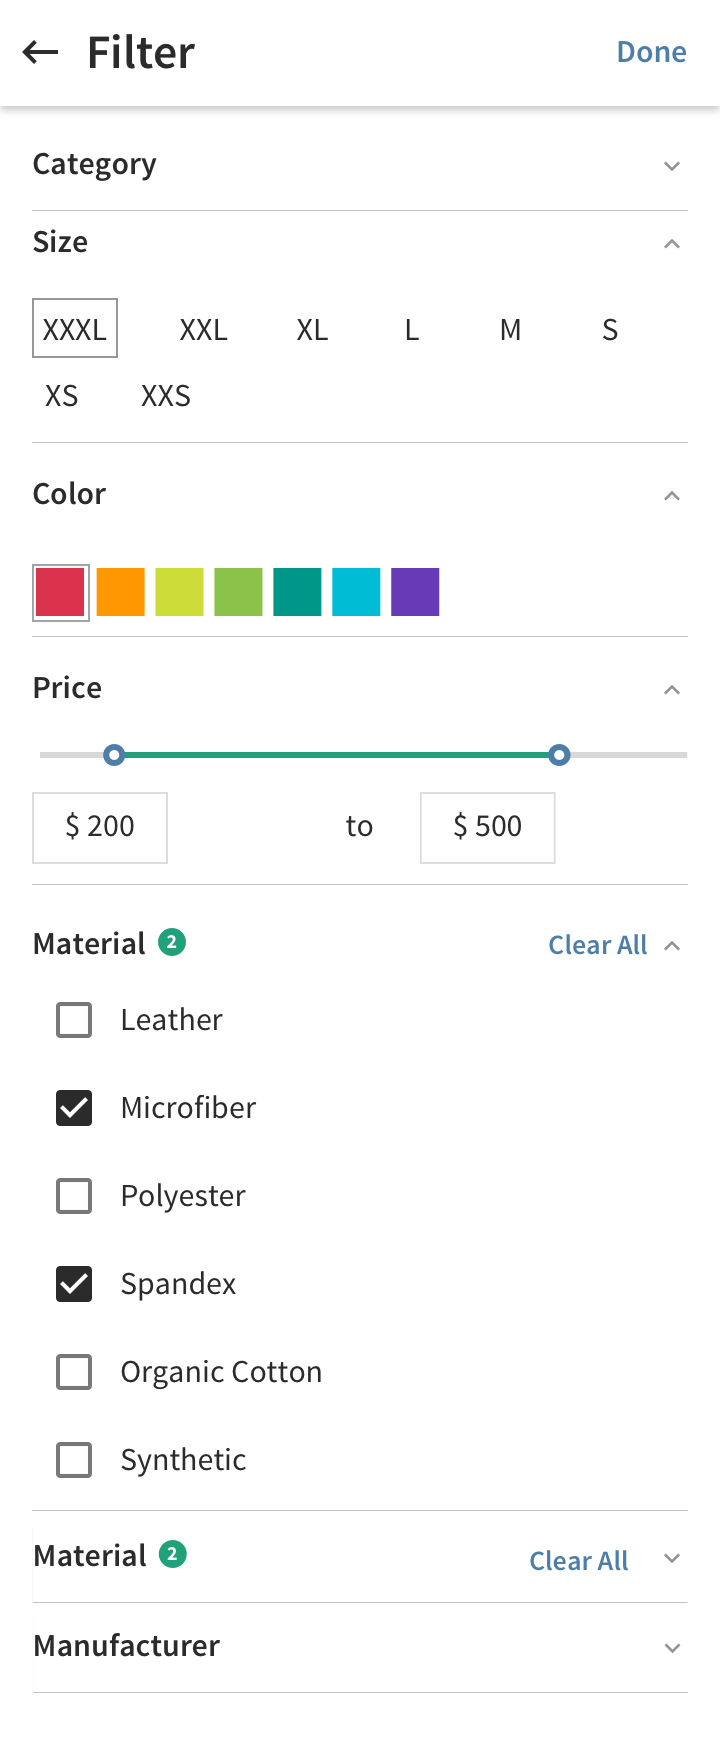 Filter Done
Category
Size
XXXL XXL XL L M S
XS XXS
Color
Price
$ 200 to $ 500
Material 2 Clear All
Leather
Microfiber
Polyester
Spandex
Organic Cotton
Synthetic
Material 2 Clear All
Manufacturer